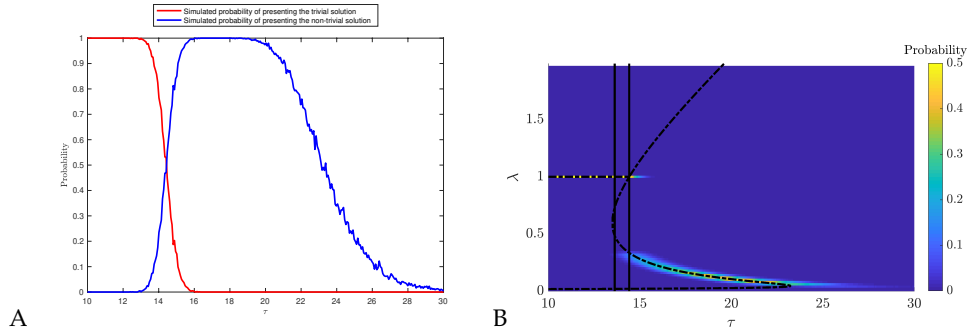 Simulated probability of presenting the trivial solution
Simulated probability of presenting the non-trivial solution
1
0.9
0.8
0.7
0.6
0.5
0.4
0.3
0.2
0.1
0
Probability
10 12 14 16 18 20 22 24 26 28 30
τ
A
Probability
1.5
1
0.5
0
λ
10 15 20 25 30
τ
0.5
0.4
0.3
0.2
0.1
0
B